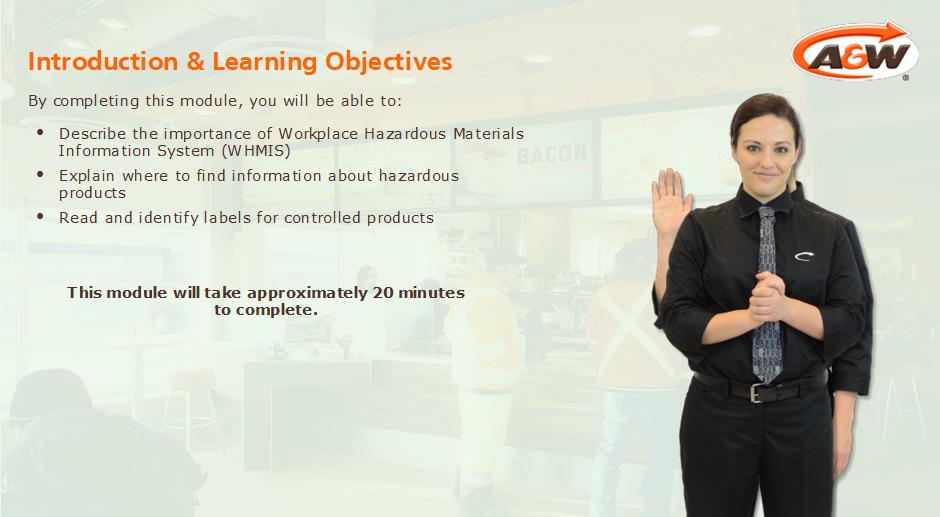 Introduction & Learning Objectives
A&W
®
By completing this module, you will be able to:
• Describe the importance of Workplace Hazardous Materials
Information System (WHMIS)
• Explain where to find information about hazardous
products
• Read and identify labels for controlled products
BACON
This module will take approximately 20 minutes
to complete.